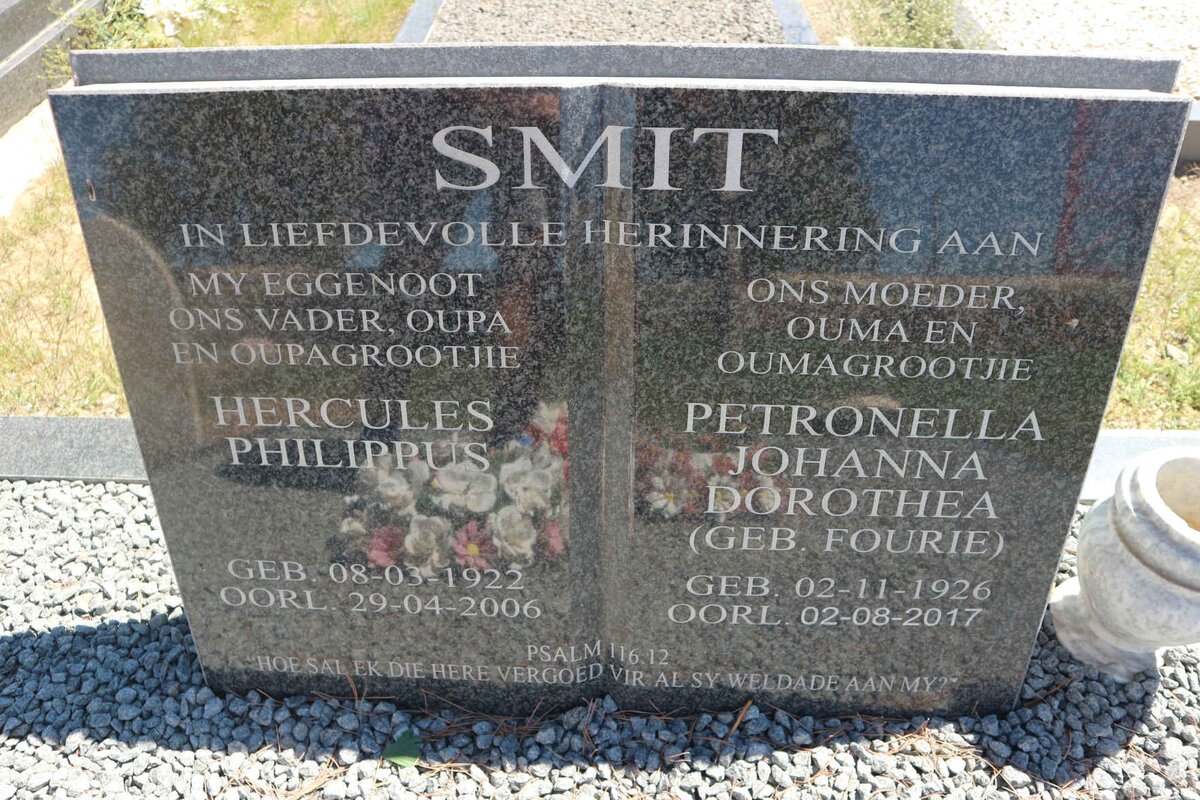 SMIT
IN LIEFDEVOLLE HERINNERING AAN
MY EGGENOOT
ONS VADER, OUPA
EN OUPAGROOTJIE
HERCULES
PHILIPPUS
GEB. 08-03-1922
OORL. 29-04-2006
ONS MOEDER,
OUMA EN
OUMAGROOTJIE
PETRONELLA
JOHANNA
DOROTHEA
(GEB. FOURIE)
GEB. 02-11-1926
OORL. 02-08-2017
PSALM 116.12
"HOE SAL EK DIE HERE VERGOED VIR AL SY WELDADE AAN MY?"